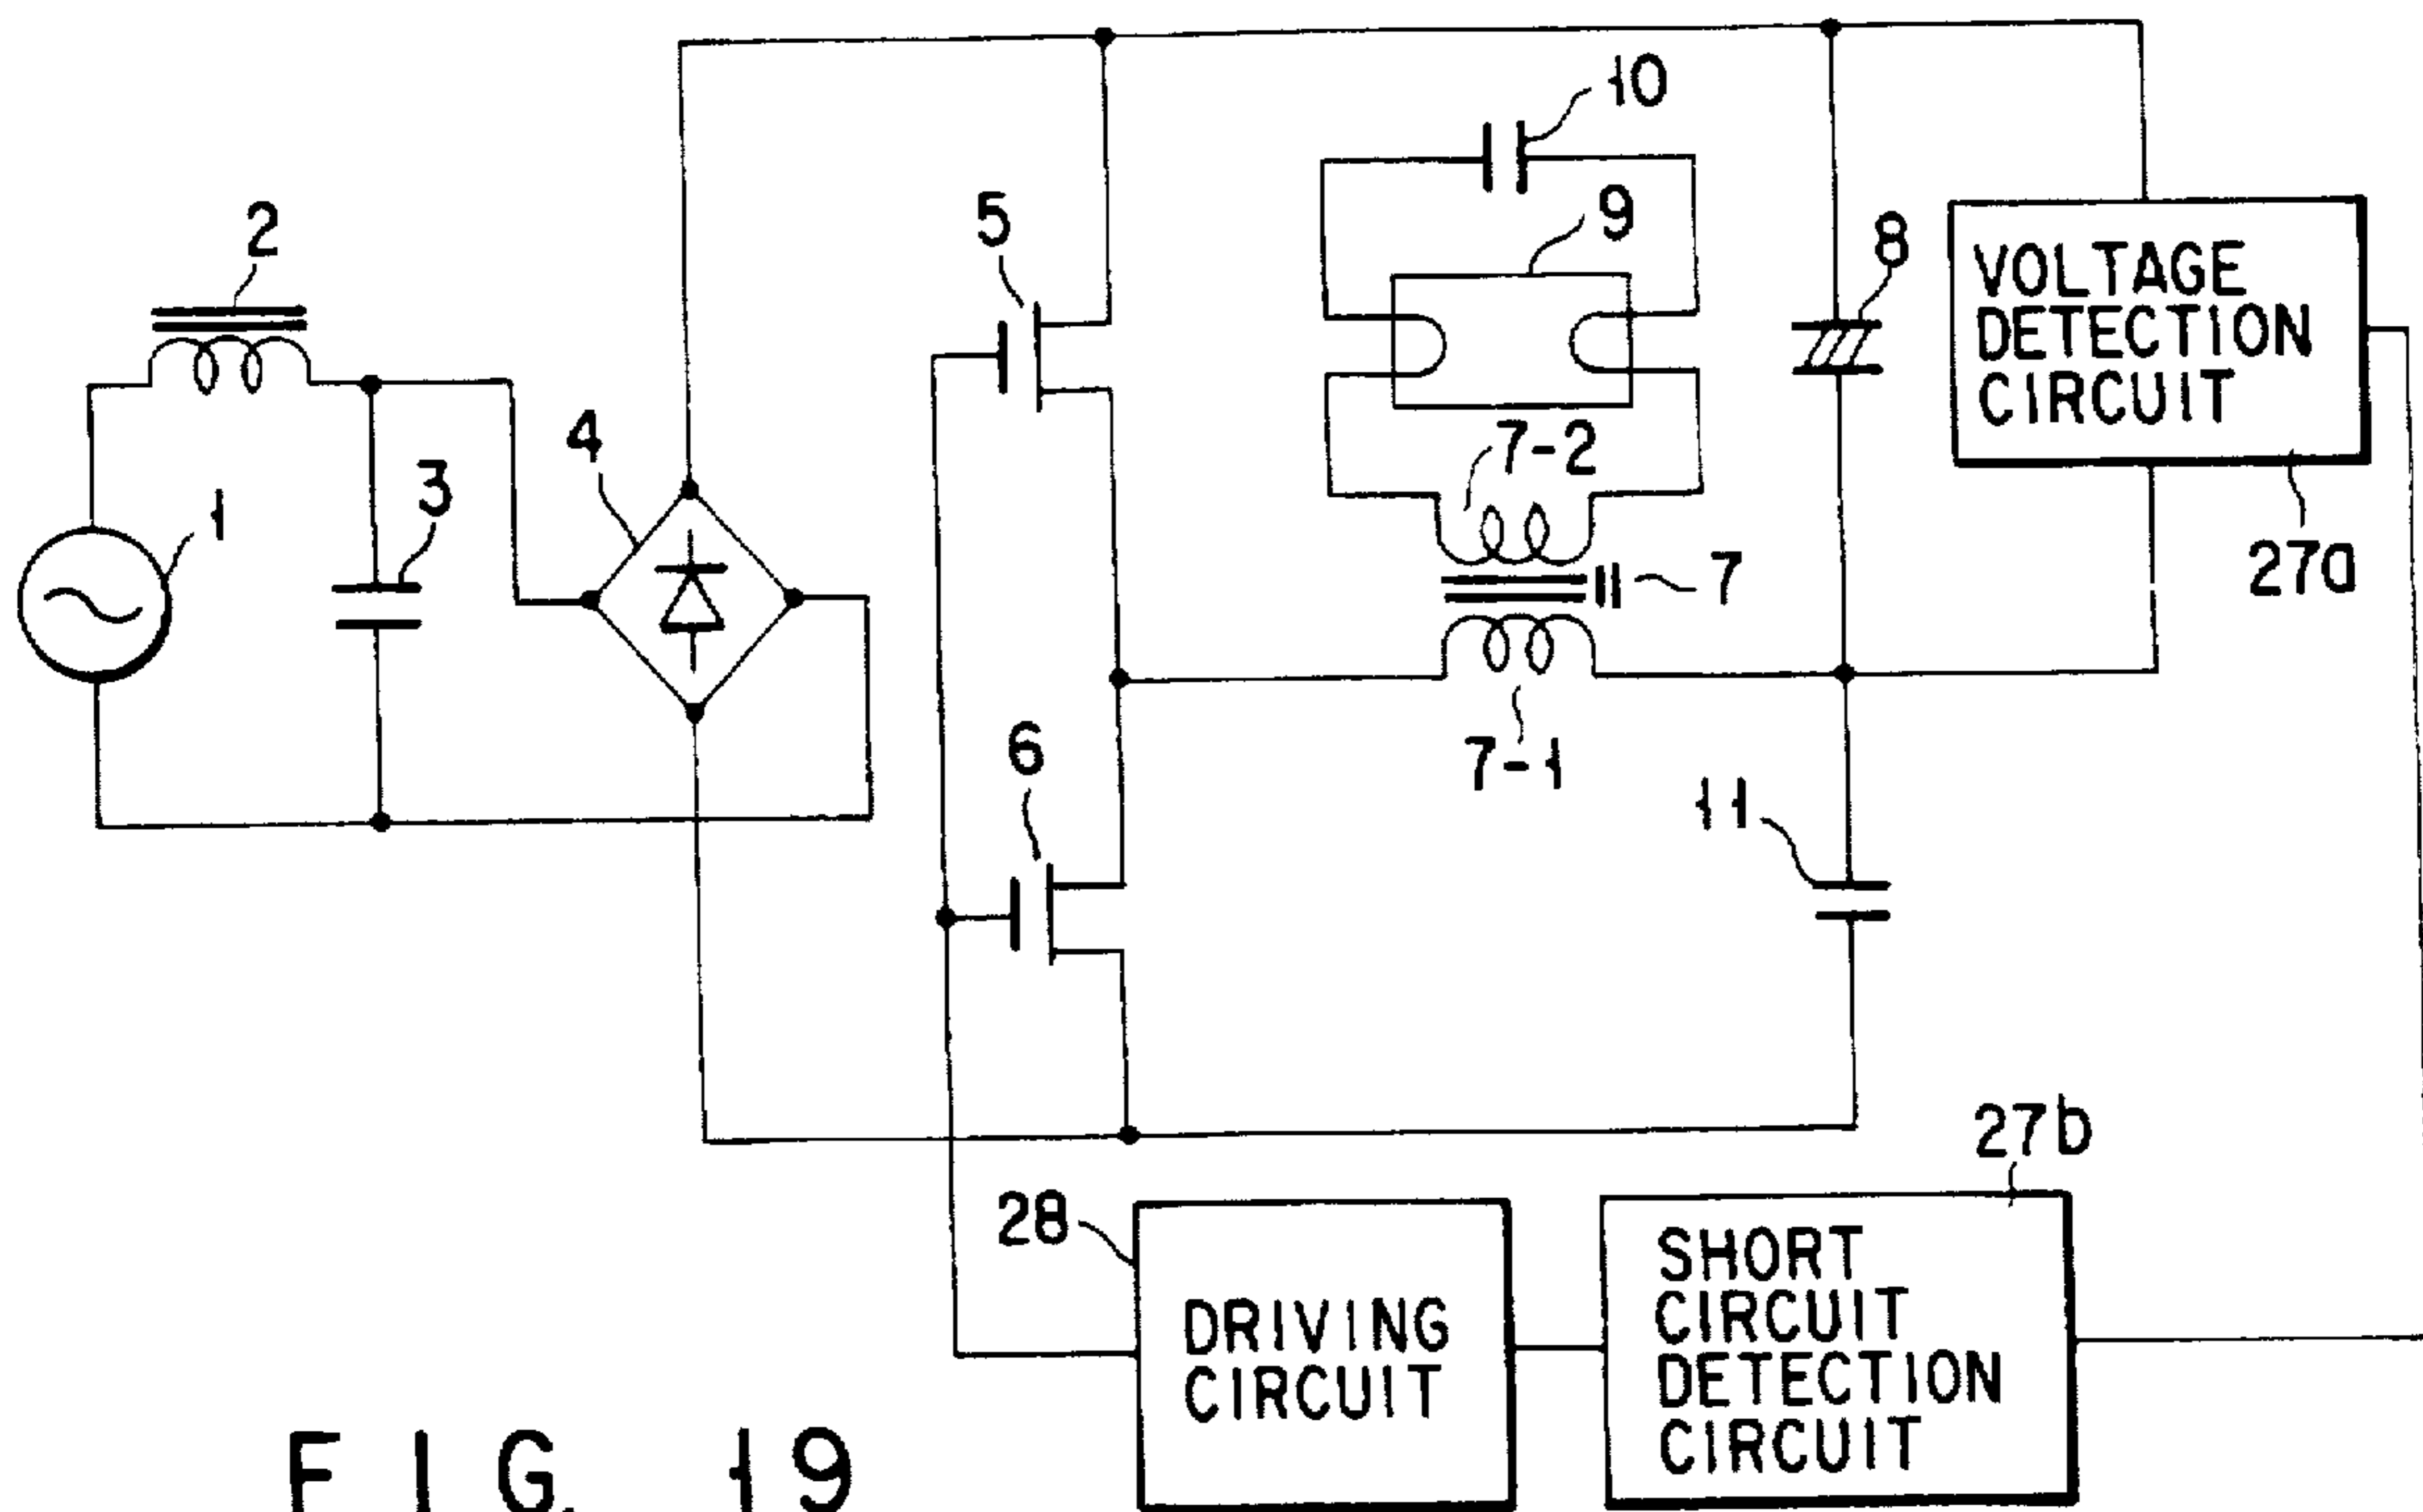 10
2
5
9
8
VOLTAGE
DETECTION
CIRCUIT
4
7-2
3
1
7
27a
6
7-1
11
27b
28
SHORT
CIRCUIT
DETECTION
CIRCUIT
DRIVING
CIRCUIT
FIG. 19